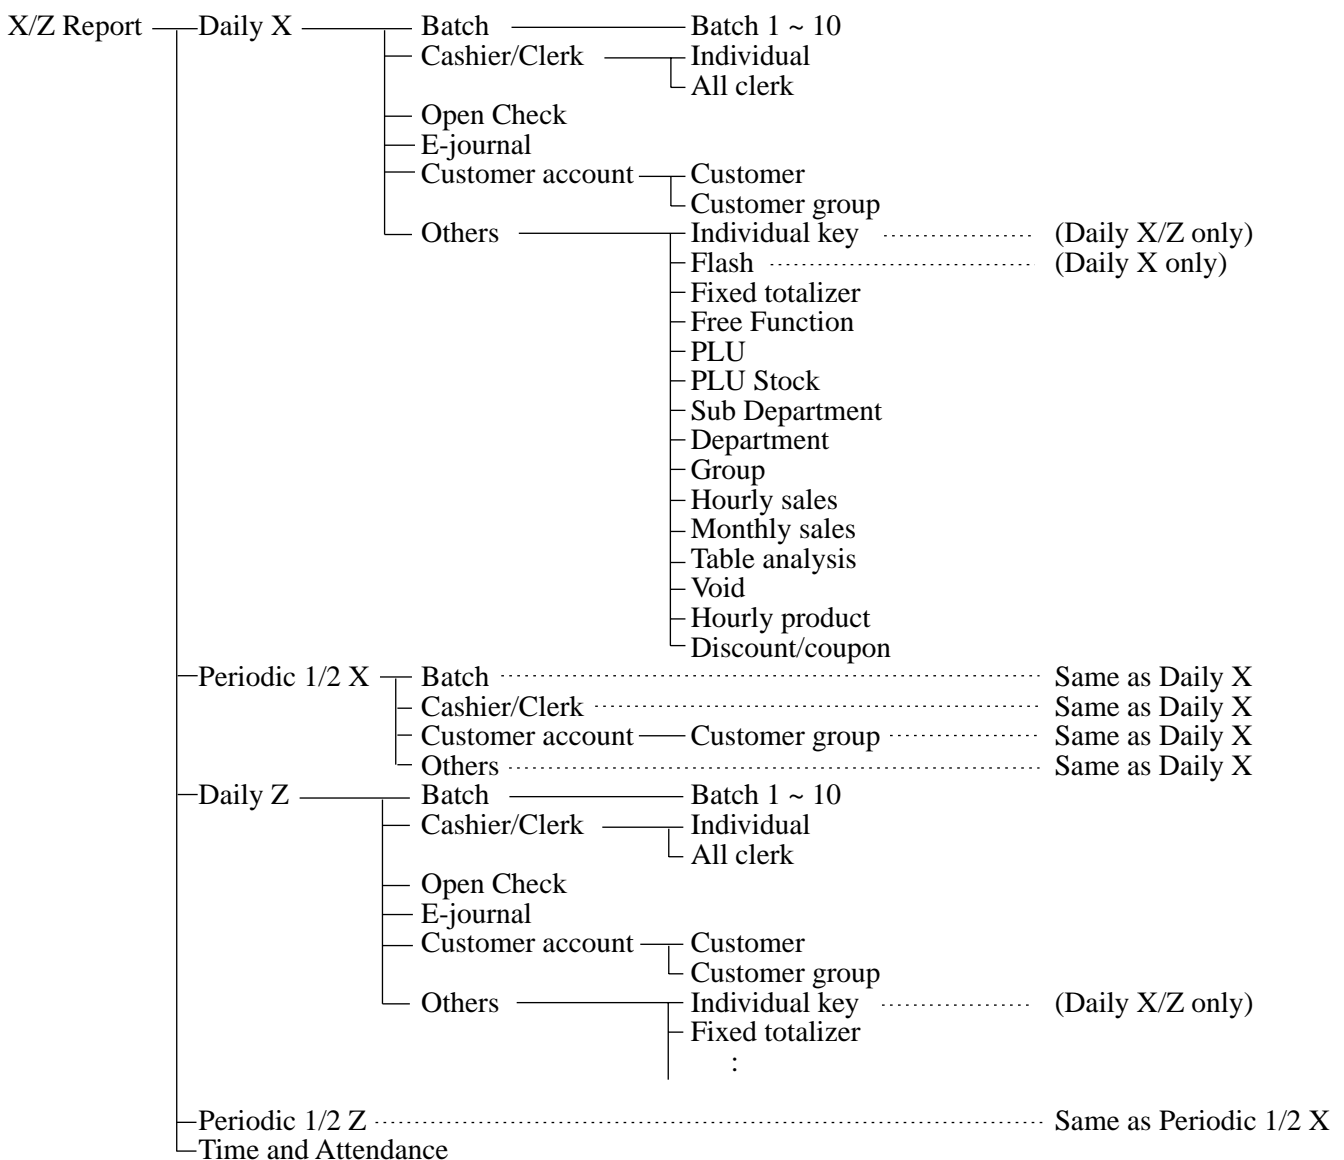 X/Z Report Daily X Batch Batch 1 ~ 10
Cashier/Clerk Individual
All clerk
Open Check
E-journal
Customer account Customer
Customer group
Others Individual key (Daily X/Z only)
Flash (Daily X only)
Fixed totalizer
Free Function
PLU
PLU Stock
Sub Department
Department
Group
Hourly sales
Monthly sales
Table analysis
Void
Hourly product
Discount/coupon
Periodic 1/2 X Batch Same as Daily X
Cashier/Clerk Same as Daily X
Customer account Customer group Same as Daily X
Others Same as Daily X
Daily Z Batch Batch 1 ~ 10
Cashier/Clerk Individual
All clerk
Open Check
E-journal
Customer account Customer
Customer group
Others Individual key (Daily X/Z only)
Fixed totalizer
:
Periodic 1/2 Z Same as Periodic 1/2 X
Time and Attendance